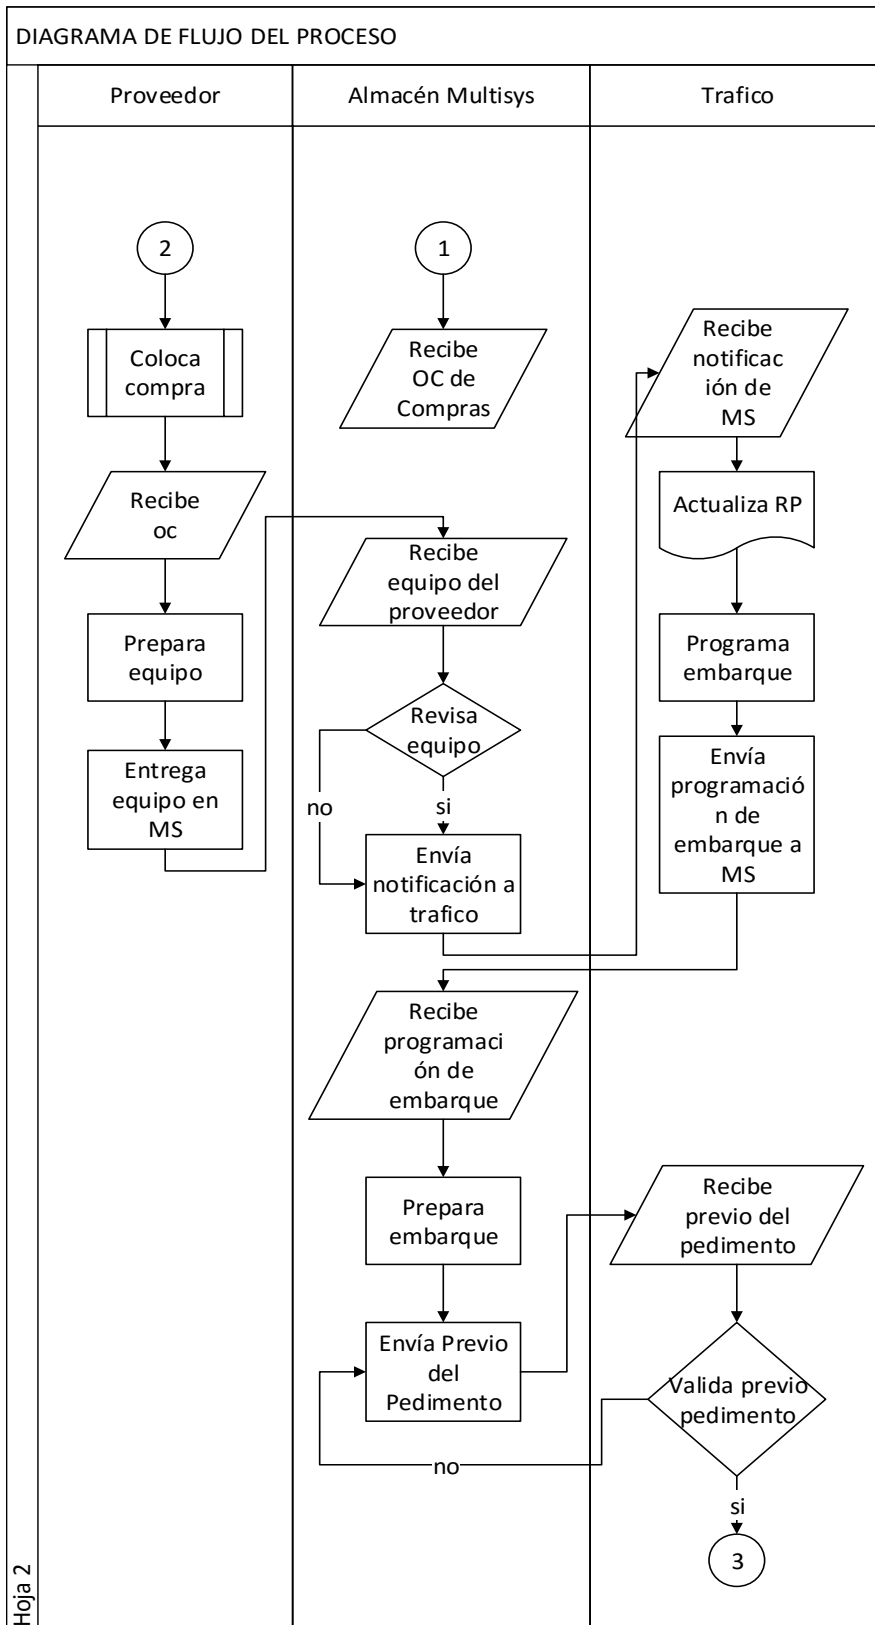 DIAGRAMA DE FLUJO DEL PROCESO
Proveedor
Almacén Multisys
Trafico
2
Coloca
compra
Recibe
oc
Prepara
equipo
Entrega
equipo en
MS
1
Recibe
OC de
Compras
Recibe
equipo del
proveedor
Revisa
equipo
no
si
Envía
notificación a
trafico
Recibe
programaci
ón de
embarque
Prepara
embarque
Envía Previo
del
Pedimento
no
Recibe
notificac
ión de
MS
Actualiza RP
Programa
embarque
Envía
programació
n de
embarque a
MS
Recibe
previo del
pedimento
Valida previo
pedimento
si
3
Hoja 2